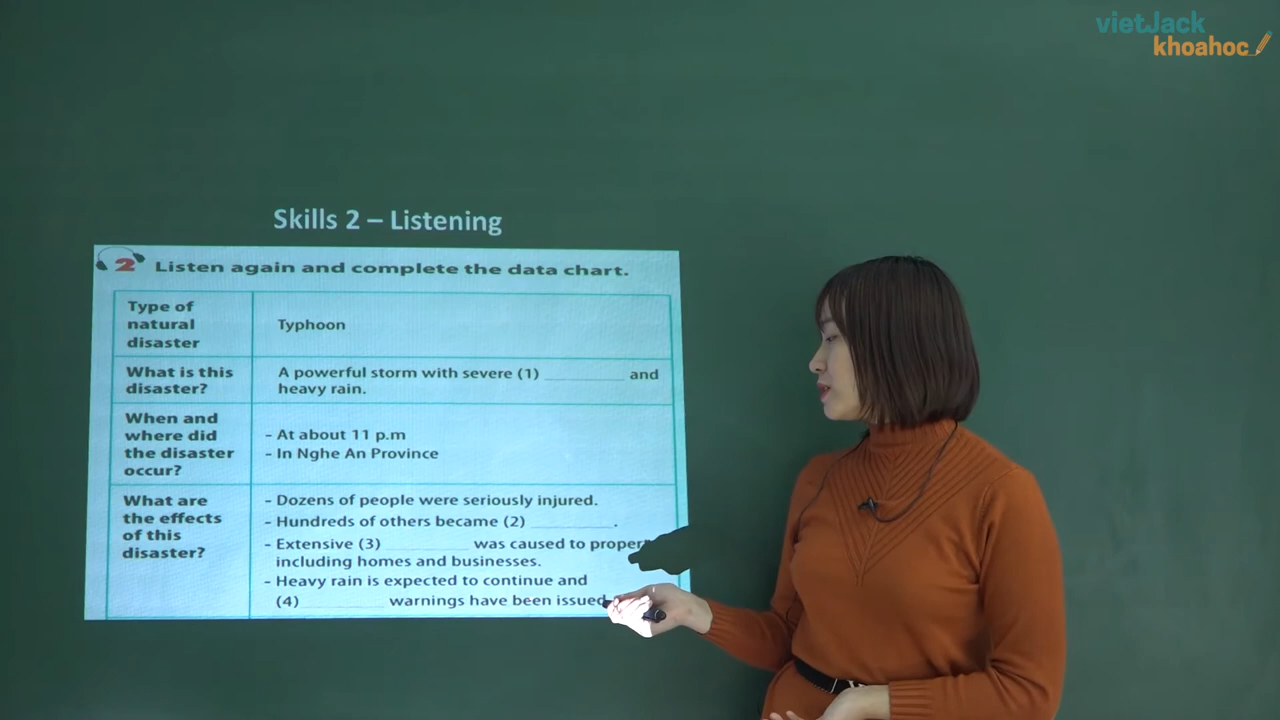 vietJack
khoahoc
Skills 2 – Listening
2 Listen again and complete the data chart.
Type of
natural
disaster
Typhoon
What is this
disaster?
A powerful storm with severe (1) __________ and
heavy rain.
When and
where did
the disaster
occur?
- At about 11 p.m
- In Nghe An Province
What are
the effects
of this
disaster?
- Dozens of people were seriously injured.
- Hundreds of others became (2) __________.
- Extensive (3) __________ was caused to
including homes and businesses.
- Heavy rain is expected to continue and
(4) __________ warnings have been issued